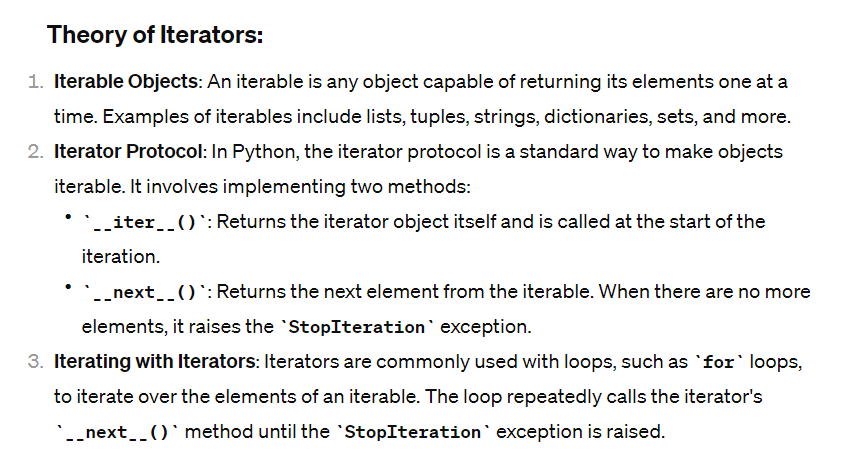 Theory of Iterators:
1. Iterable Objects: An iterable is any object capable of returning its elements one at a
time. Examples of iterables include lists, tuples, strings, dictionaries, sets, and more.
2. Iterator Protocol: In Python, the iterator protocol is a standard way to make objects
iterable. It involves implementing two methods:
• `__iter__()`: Returns the iterator object itself and is called at the start of the
iteration.
• `__next__()`: Returns the next element from the iterable. When there are no more
elements, it raises the `StopIteration` exception.
3. Iterating with Iterators: Iterators are commonly used with loops, such as `for` loops,
to iterate over the elements of an iterable. The loop repeatedly calls the iterator's
`__next__()` method until the `StopIteration` exception is raised.